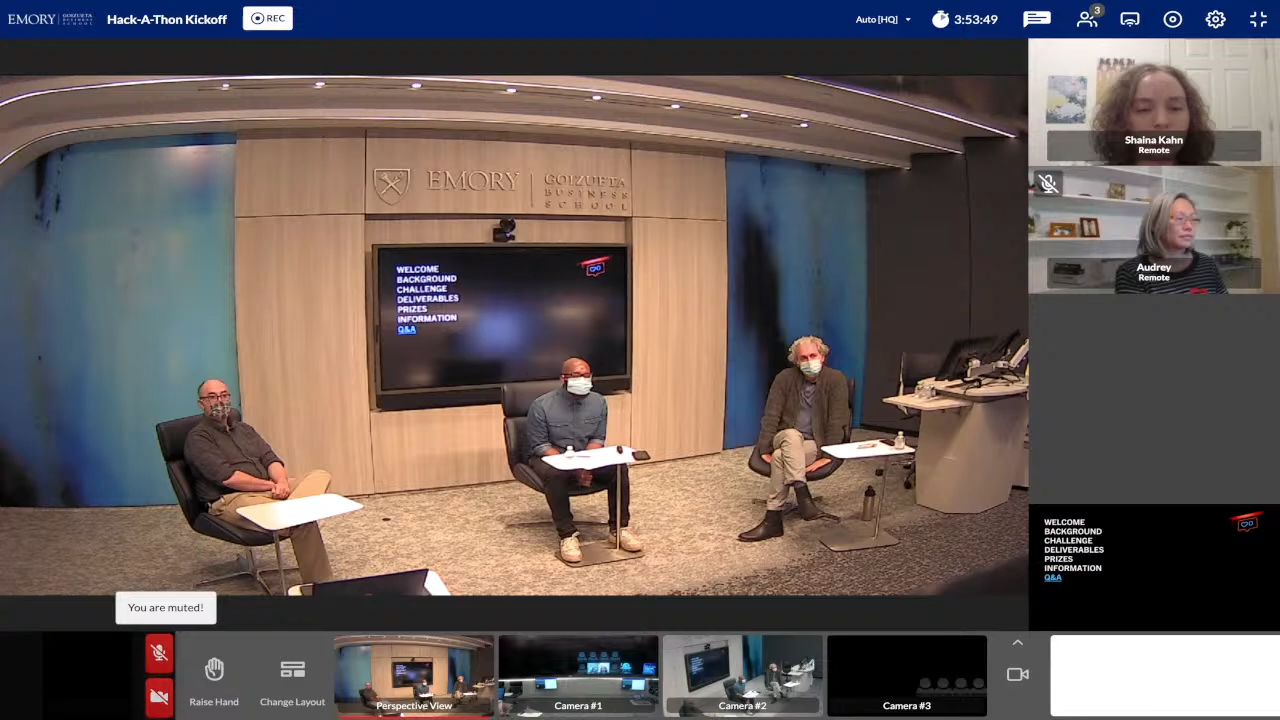 EMORY
GOIZUETA
BUSINESS
SCHOOL
Hack-A-Thon Kickoff
REC
Auto [HQ]
3:53:49
3
EMORY
GOIZUETA
BUSINESS
SCHOOL
WELCOME
BACKGROUND
CHALLENGE
DELIVERABLES
PRIZES
INFORMATION
Q&A
Shaina Kahn
Remote
Audrey
Remote
WELCOME
BACKGROUND
CHALLENGE
DELIVERABLES
PRIZES
INFORMATION
Q&A
You are muted!
Raise Hand
Change Layout
Perspective View
Camera #1
Camera #2
Camera #3